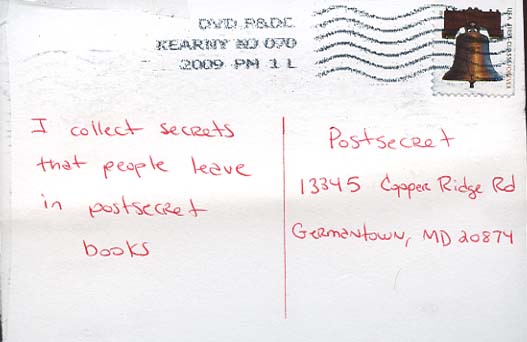 DVD P&DC
KEARNY NJ 070
2009 PM 1 L
I collect secrets
that people leave
in postsecret
books
Postsecret
13345 Copper Ridge Rd
Germantown, MD 20874